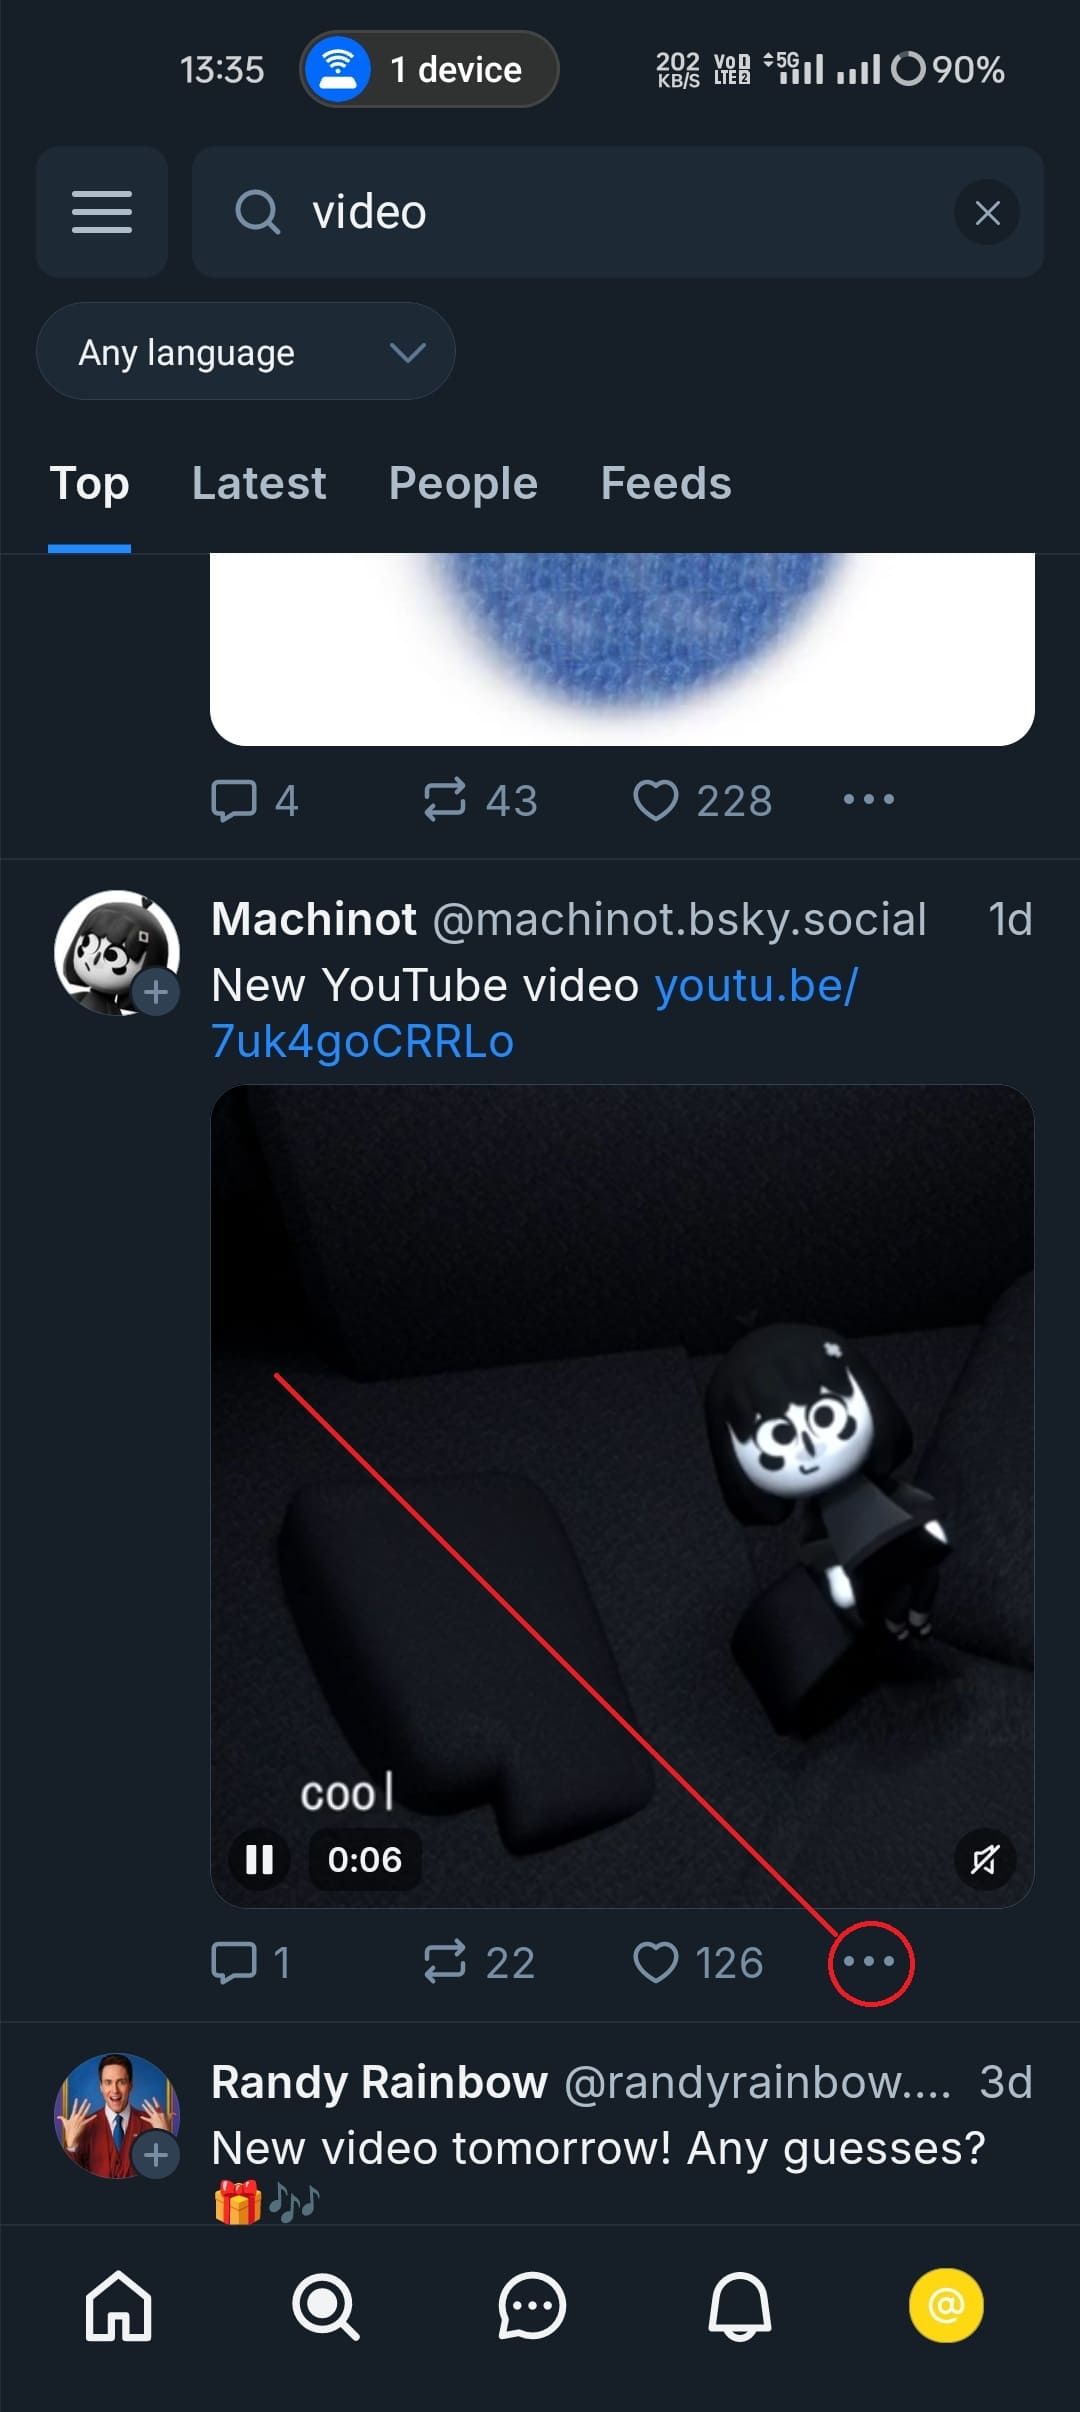 13:35 1 device 202 KB/S VoD LTE2 5G 90%
video
Any language
Top Latest People Feeds
4 43 228
Machinot @machinot.bsky.social 1d
New YouTube video youtu.be/
7uk4goCRRLo
cool
0:06
1 22 126
Randy Rainbow @randyrainbow.... 3d
New video tomorrow! Any guesses?
🎁🎶
@